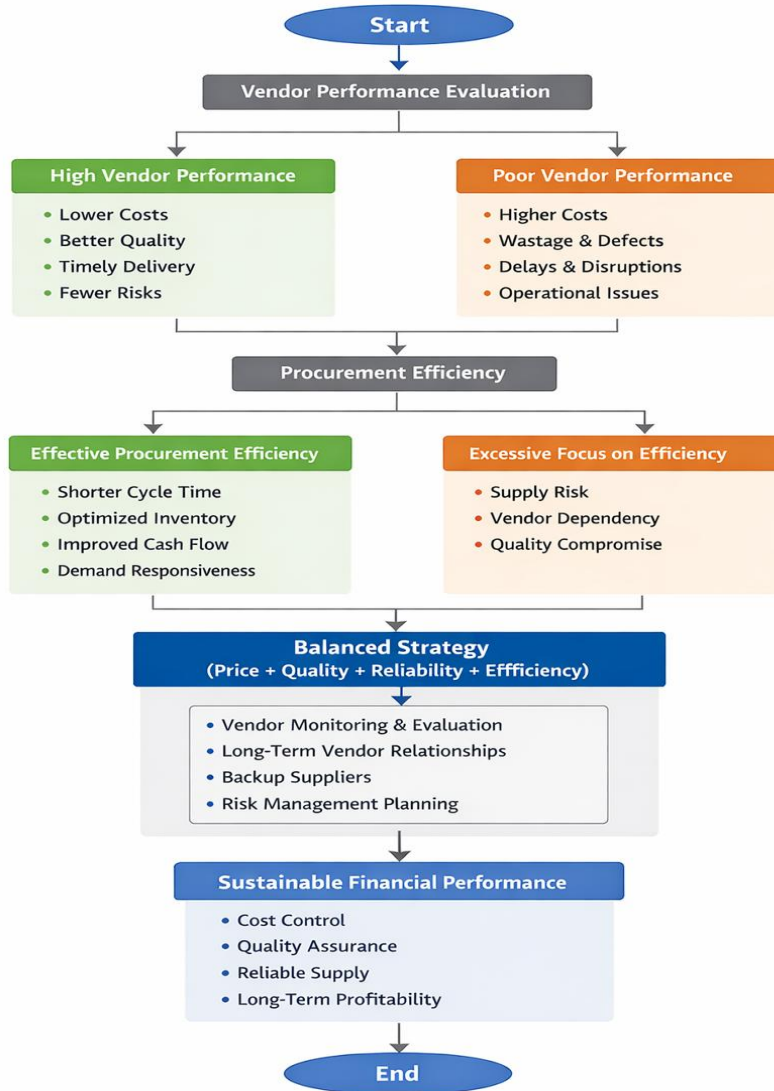 Start
Vendor Performance Evaluation
High Vendor Performance
• Lower Costs
• Better Quality
• Timely Delivery
• Fewer Risks
Poor Vendor Performance
• Higher Costs
• Wastage & Defects
• Delays & Disruptions
• Operational Issues
Procurement Efficiency
Effective Procurement Efficiency
• Shorter Cycle Time
• Optimized Inventory
• Improved Cash Flow
• Demand Responsiveness
Excessive Focus on Efficiency
• Supply Risk
• Vendor Dependency
• Quality Compromise
Balanced Strategy
(Price + Quality + Reliability + Effficiency)
• Vendor Monitoring & Evaluation
• Long-Term Vendor Relationships
• Backup Suppliers
• Risk Management Planning
Sustainable Financial Performance
• Cost Control
• Quality Assurance
• Reliable Supply
• Long-Term Profitability
End